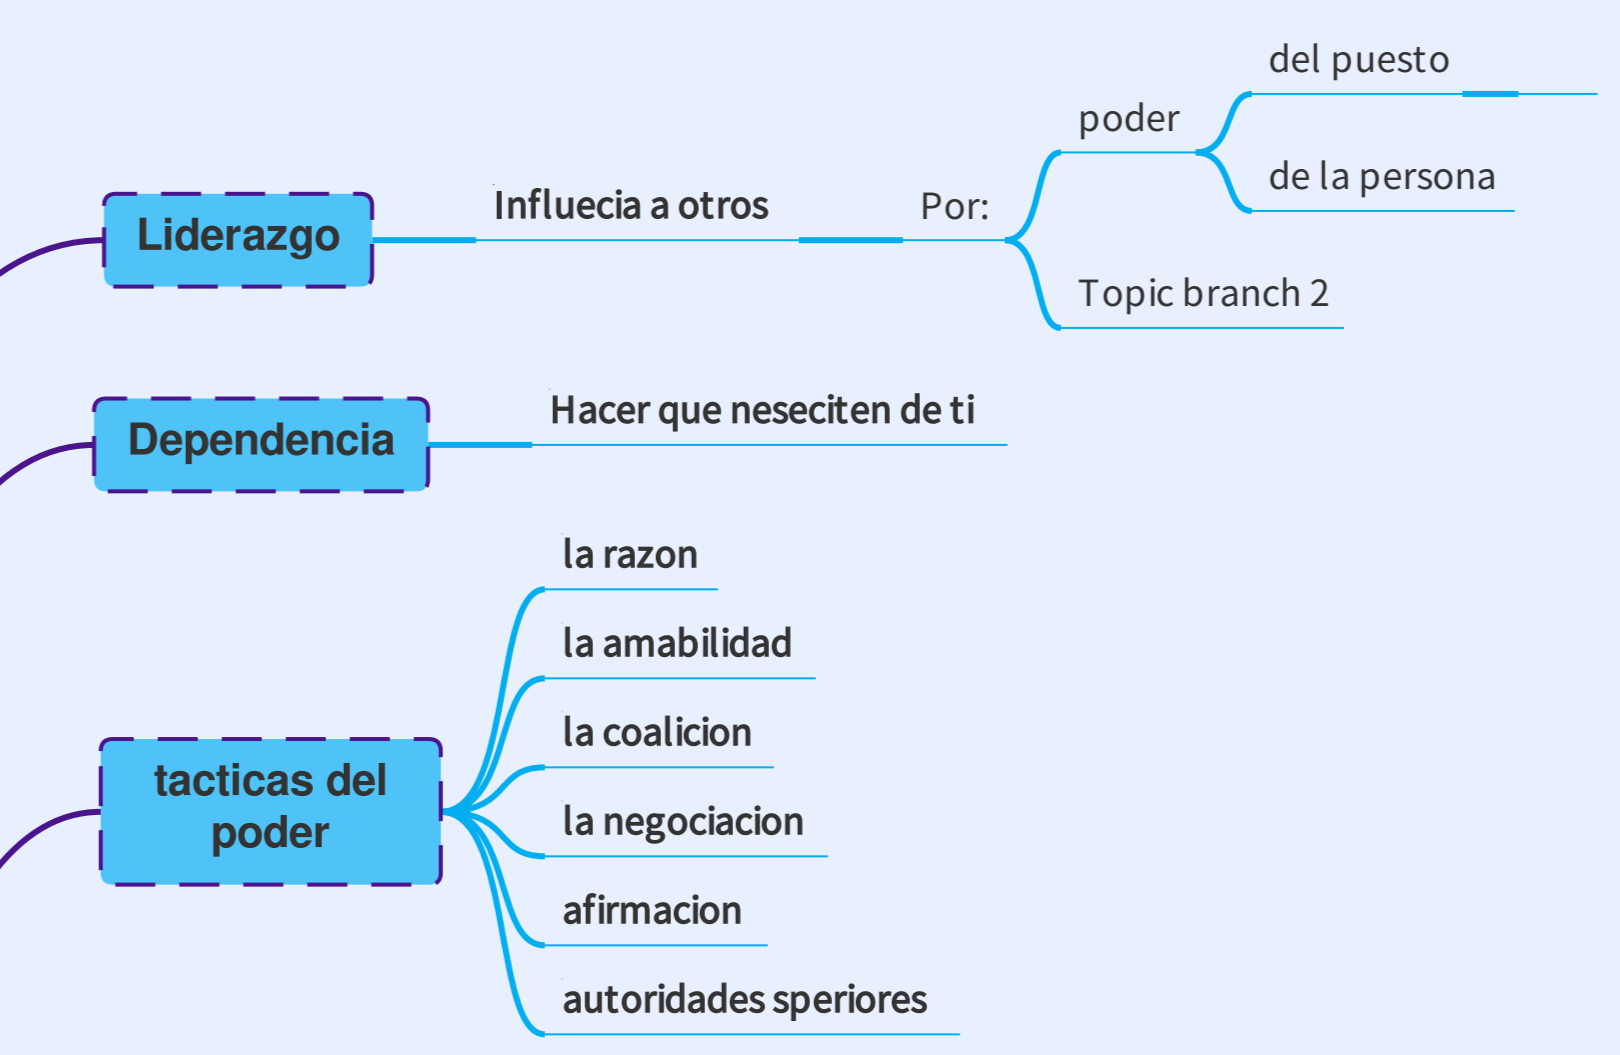 Liderazgo
Influecia a otros
Por:
poder
del puesto
de la persona
Topic branch 2
Dependencia
Hacer que neseciten de ti
tacticas del
poder
la razon
la amabilidad
la coalicion
la negociacion
afirmacion
autoridades speriores